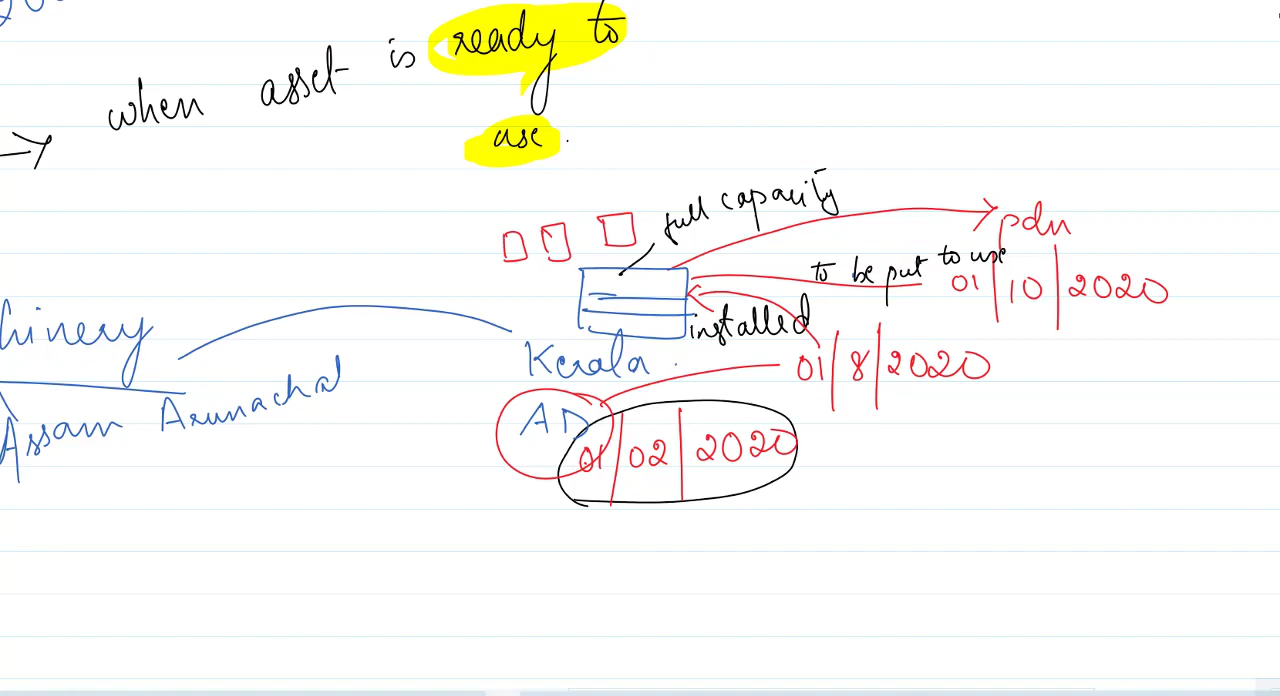 when asset is ready to
use.
full capacity
pdn
to be put to use
01/10/2020
installed
hinery
Kerala.
01/8/2020
Assam Arunachal
AD
01/02/2020